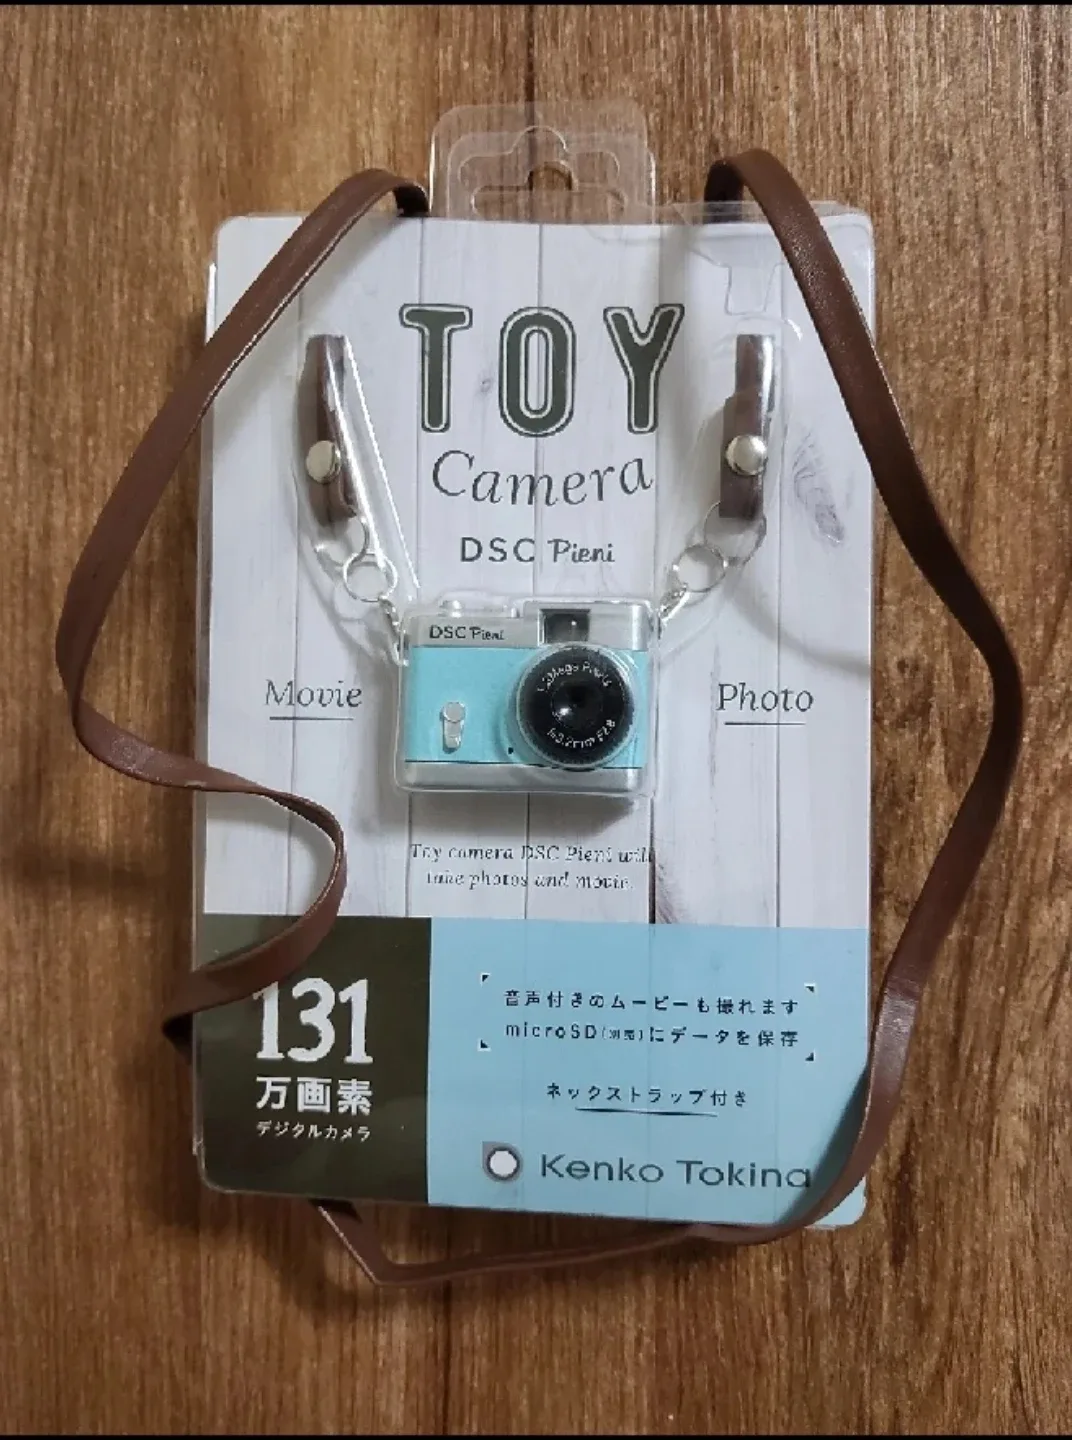 TOY
Camera
DSC Pieni
DSC Pieni
Movie
Photo
Toy camera DSC Pieni will
take photos and movie.
131
万画素
デジタルカメラ
音声付きのムービーも撮れます
microSD(別売)にデータを保存
ネックストラップ付き
Kenko Tokina